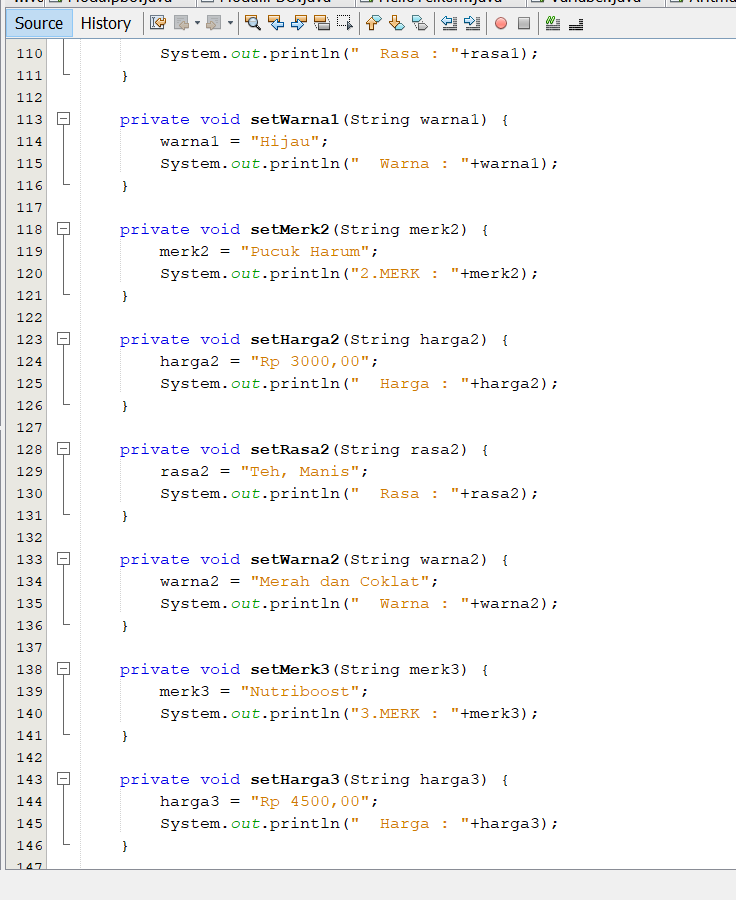 Source History
110 System.out.println("  Rasa : "+rasa1);
111 }
112
113 private void setWarna1(String warna1) {
114 warna1 = "Hijau";
115 System.out.println("  Warna : "+warna1);
116 }
117
118 private void setMerk2(String merk2) {
119 merk2 = "Pucuk Harum";
120 System.out.println("2.MERK : "+merk2);
121 }
122
123 private void setHarga2(String harga2) {
124 harga2 = "Rp 3000,00";
125 System.out.println("  Harga : "+harga2);
126 }
127
128 private void setRasa2(String rasa2) {
129 rasa2 = "Teh, Manis";
130 System.out.println("  Rasa : "+rasa2);
131 }
132
133 private void setWarna2(String warna2) {
134 warna2 = "Merah dan Coklat";
135 System.out.println("  Warna : "+warna2);
136 }
137
138 private void setMerk3(String merk3) {
139 merk3 = "Nutriboost";
140 System.out.println("3.MERK : "+merk3);
141 }
142
143 private void setHarga3(String harga3) {
144 harga3 = "Rp 4500,00";
145 System.out.println("  Harga : "+harga3);
146 }
147